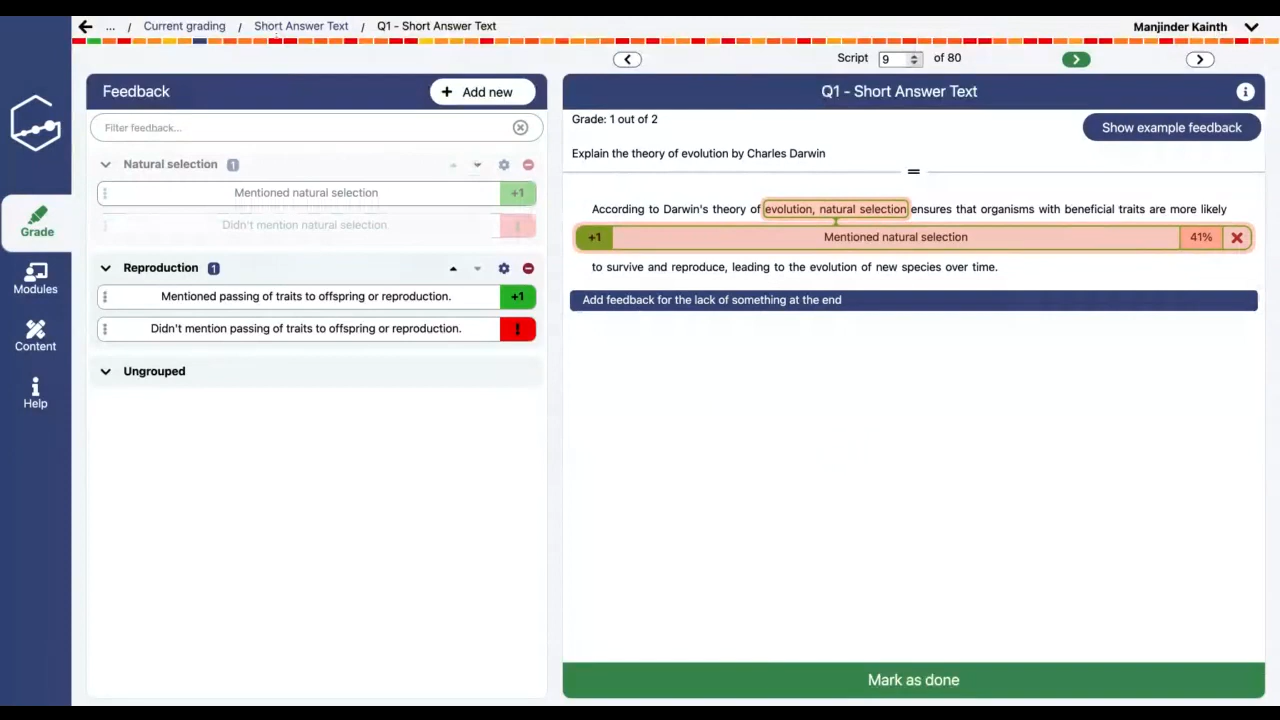 ... / Current grading / Short Answer Text / Q1 - Short Answer Text
Manjinder Kainth
Script 9 of 80
Feedback
+ Add new
Q1 - Short Answer Text
Filter feedback...
Grade: 1 out of 2
Show example feedback
Explain the theory of evolution by Charles Darwin
Natural selection 1
Mentioned natural selection +1
Didn't mention natural selection
Reproduction 1
Mentioned passing of traits to offspring or reproduction. +1
Didn't mention passing of traits to offspring or reproduction. !
Ungrouped
According to Darwin's theory of evolution, natural selection ensures that organisms with beneficial traits are more likely
+1 Mentioned natural selection 41%
to survive and reproduce, leading to the evolution of new species over time.
Add feedback for the lack of something at the end
Mark as done
Grade
Modules
Content
Help